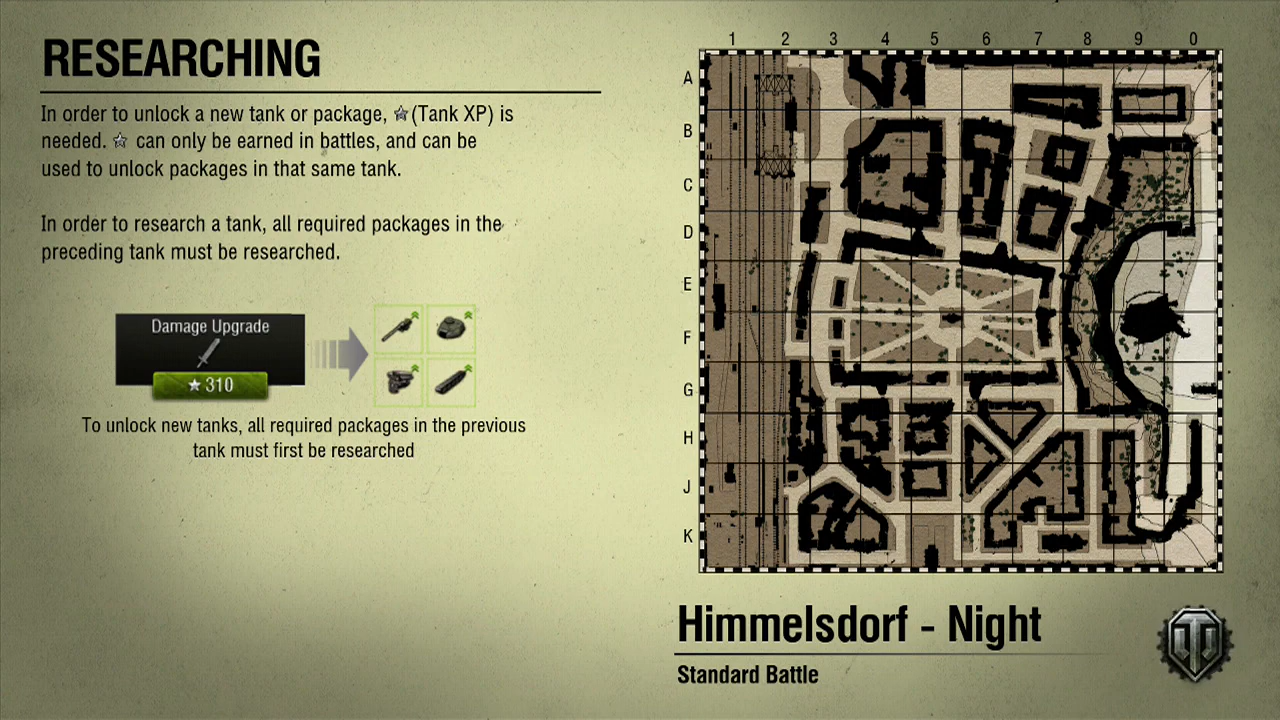 RESEARCHING
In order to unlock a new tank or package, ☆(Tank XP) is
needed. ☆ can only be earned in battles, and can be
used to unlock packages in that same tank.
In order to research a tank, all required packages in the
preceding tank must be researched.
Damage Upgrade
★ 310
To unlock new tanks, all required packages in the previous
tank must first be researched
1 2 3 4 5 6 7 8 9 0
A
B
C
D
E
F
G
H
J
K
Himmelsdorf - Night
Standard Battle